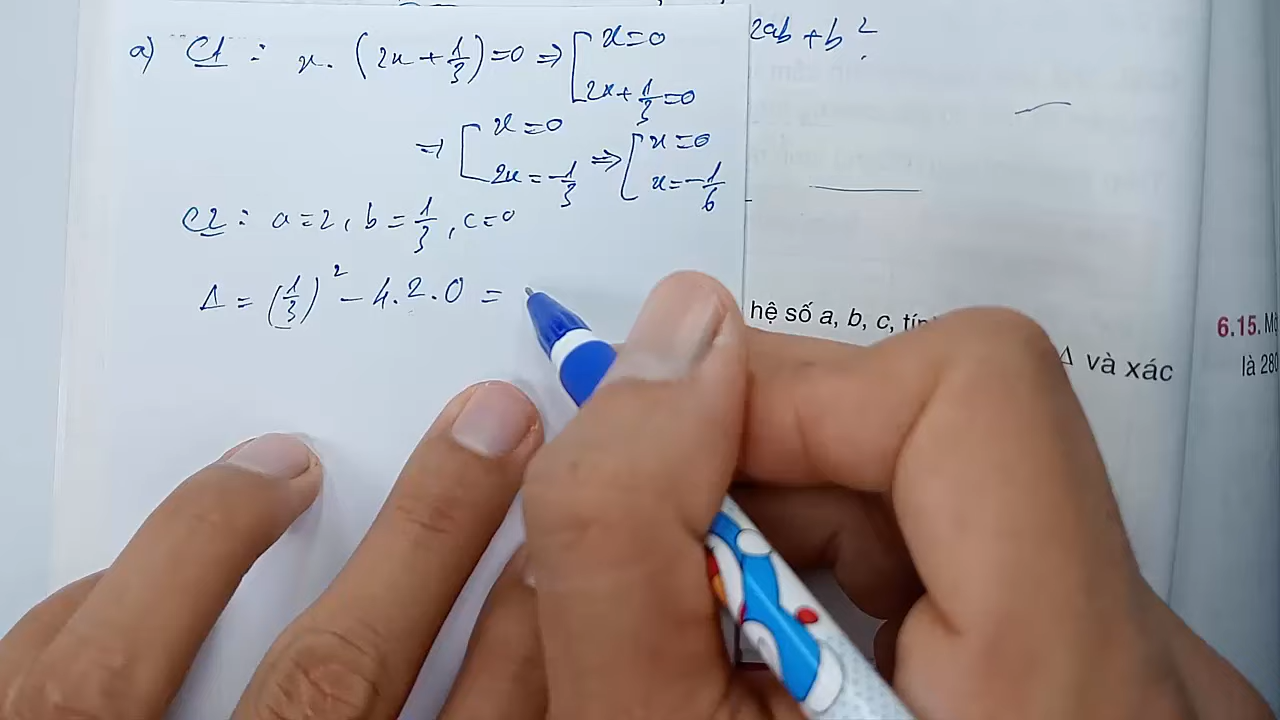 a) C1 : x. (2x + 1/3) = 0 => [ x = 0
2x + 1/3 = 0
=> [ x = 0
2x = -1/3 => [ x = 0
x = -1/6
C2 : a = 2, b = 1/3, c = 0
Δ = (1/3)² - 4.2.0 =
2ab + b²
hệ số a, b, c,
Δ và xác
6.15.
là 280